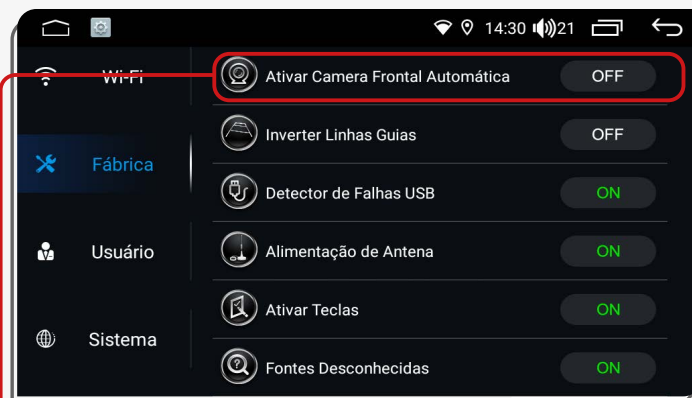 14:30 21
Wi-Fi
Ativar Camera Frontal Automática OFF
Inverter Linhas Guias OFF
Fábrica
Detector de Falhas USB ON
Usuário
Alimentação de Antena ON
Ativar Teclas ON
Sistema
Fontes Desconhecidas ON